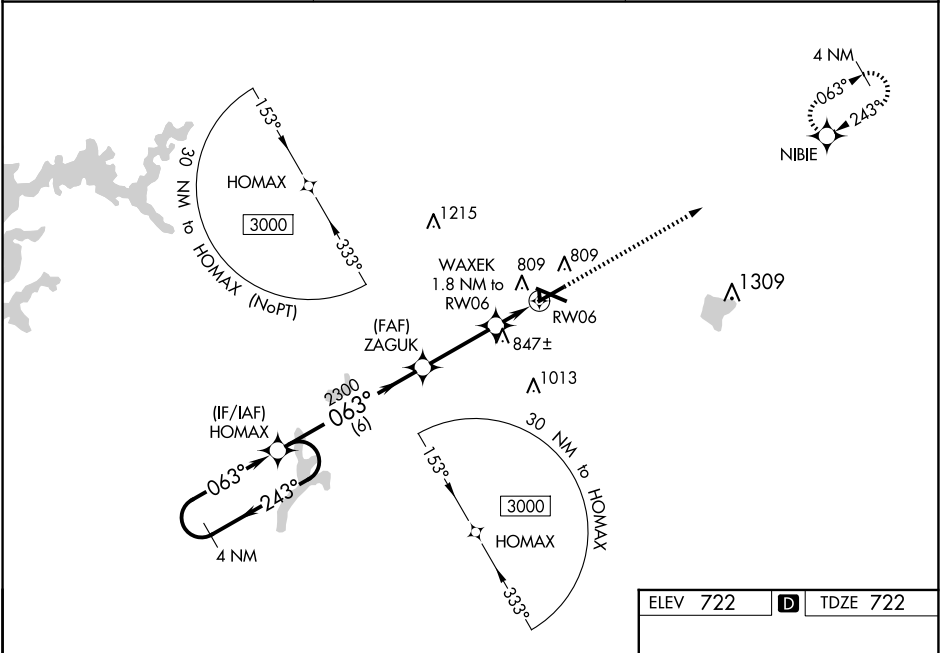 4 NM
063°
243°
NIBIE
153°
HOMAX
3000
333°
30 NM to HOMAX (NoPT)
1215
WAXEK
1.8 NM to
RW06
809
809
RW06
1309
847±
(FAF)
ZAGUK
1013
2300
063°
(6)
(IF/IAF)
HOMAX
063°
243°
4 NM
30 NM to HOMAX
153°
3000
HOMAX
333°
ELEV 722 D TDZE 722